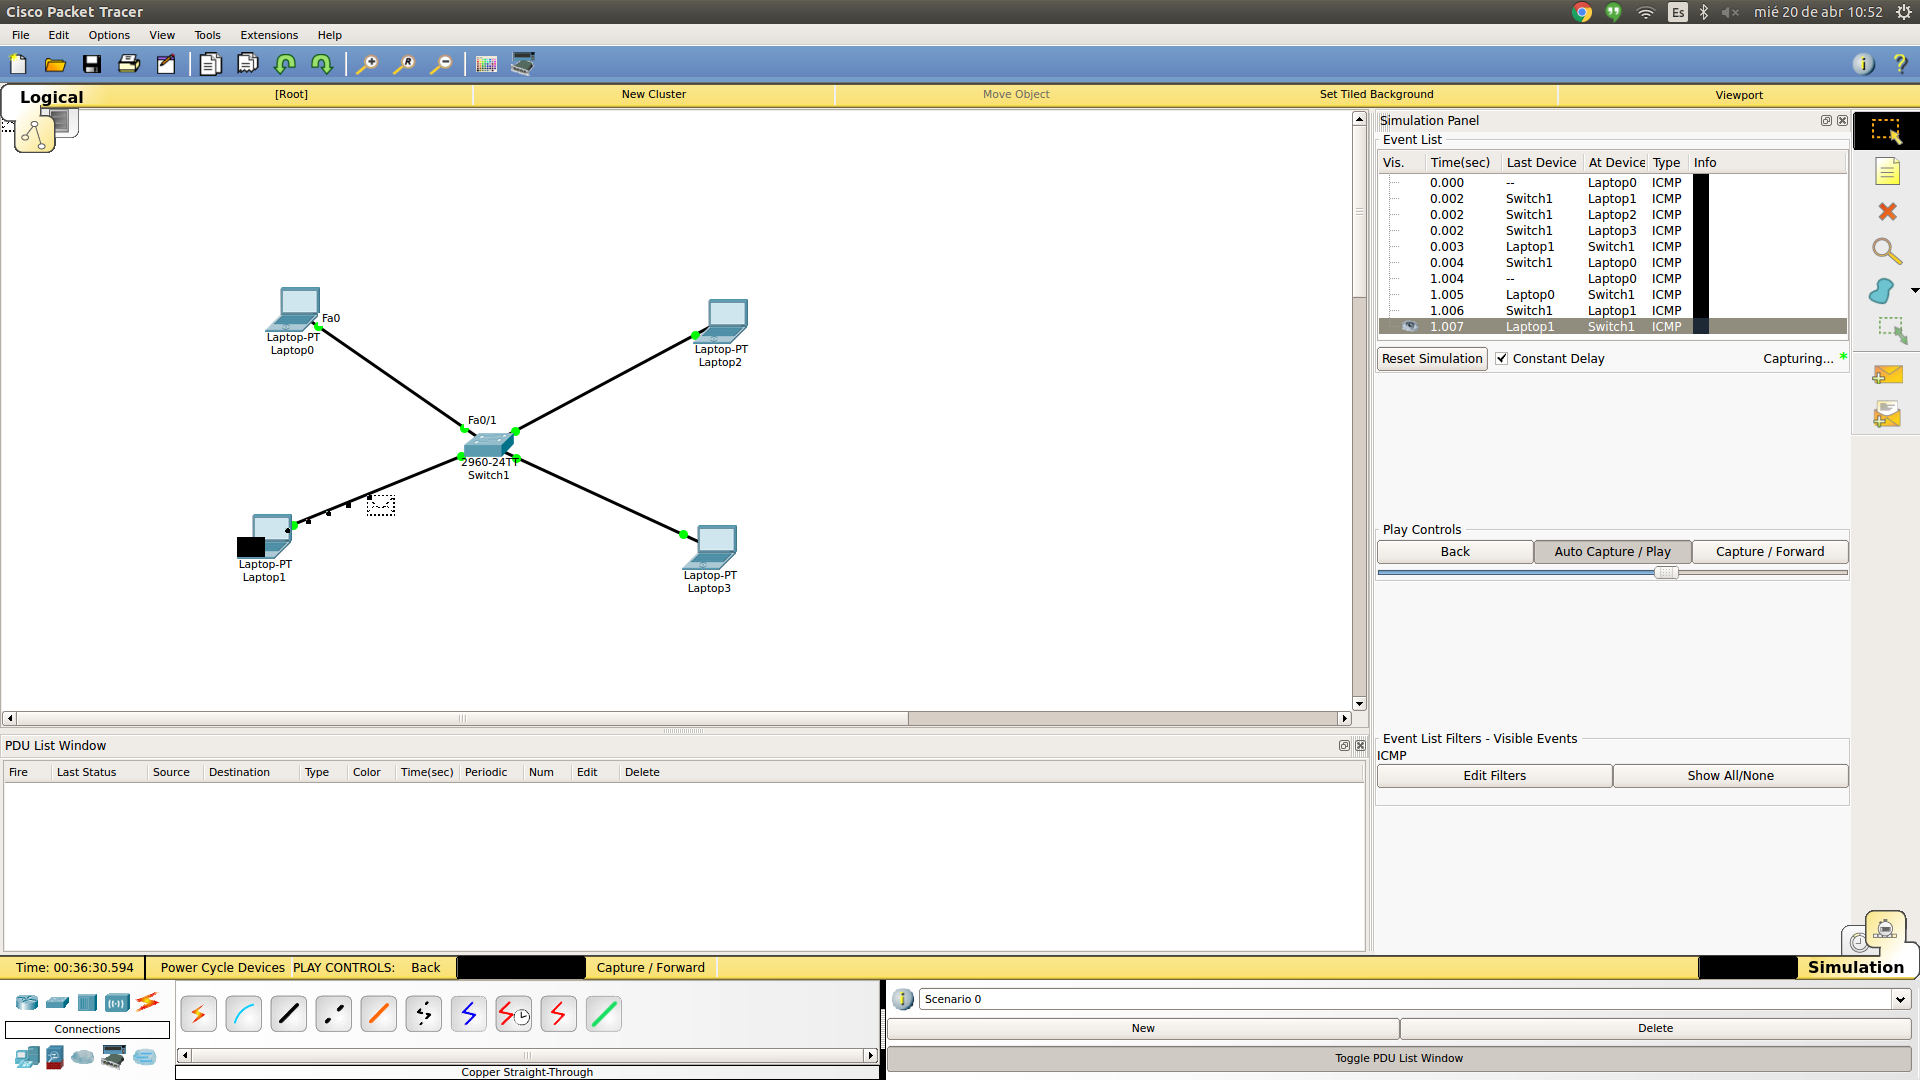 Cisco Packet Tracer
Es
mié 20 de abr 10:52
File Edit Options View Tools Extensions Help
Logical
[Root]
New Cluster
Move Object
Set Tiled Background
Viewport
Fa0
Laptop-PT
Laptop0
Laptop-PT
Laptop2
Fa0/1
2960-24TT
Switch1
Laptop-PT
Laptop1
Laptop-PT
Laptop3
Simulation Panel
Event List
Vis. Time(sec) Last Device At Device Type Info
0.000 -- Laptop0 ICMP
0.002 Switch1 Laptop1 ICMP
0.002 Switch1 Laptop2 ICMP
0.002 Switch1 Laptop3 ICMP
0.003 Laptop1 Switch1 ICMP
0.004 Switch1 Laptop0 ICMP
1.004 -- Laptop0 ICMP
1.005 Laptop0 Switch1 ICMP
1.006 Switch1 Laptop1 ICMP
1.007 Laptop1 Switch1 ICMP
Reset Simulation
Constant Delay
Capturing... *
Play Controls
Back
Auto Capture / Play
Capture / Forward
Event List Filters - Visible Events
ICMP
Edit Filters
Show All/None
PDU List Window
Fire Last Status Source Destination Type Color Time(sec) Periodic Num Edit Delete
Time: 00:36:30.594
Power Cycle Devices
PLAY CONTROLS:
Back
Capture / Forward
Simulation
Connections
Copper Straight-Through
Scenario 0
New
Delete
Toggle PDU List Window